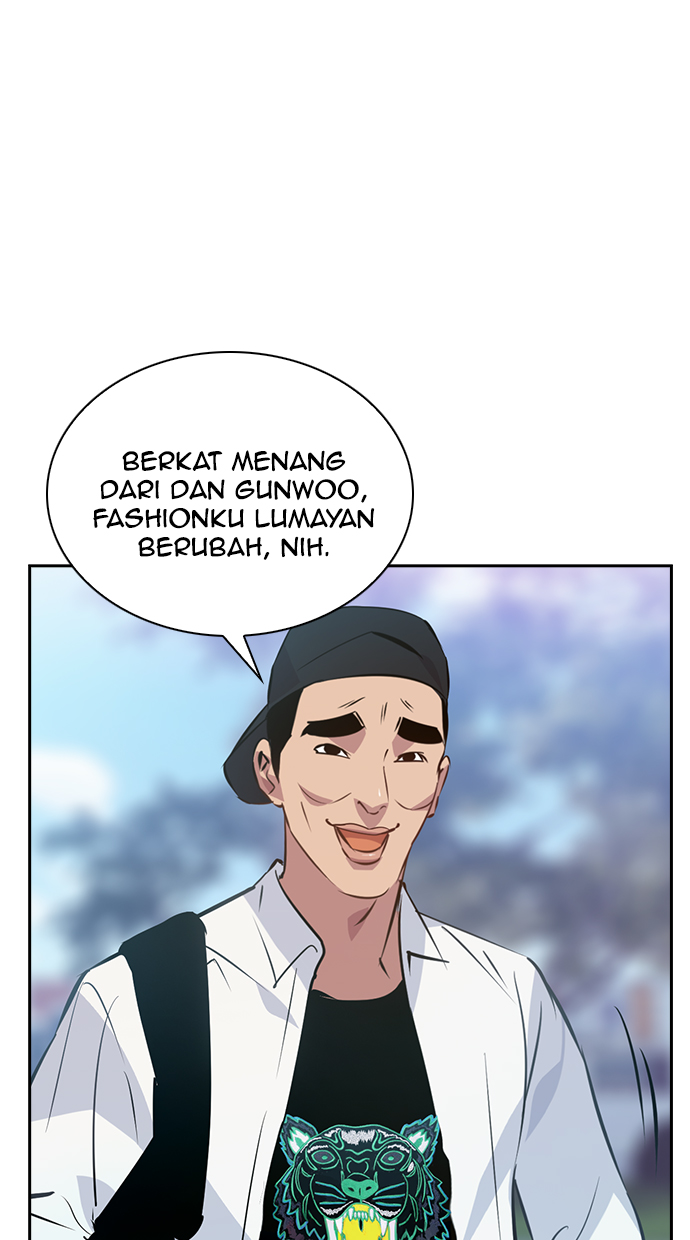 BERKAT MENANG
DARI DAN GUNWOO,
FASHIONKU LUMAYAN
BERUBAH, NIH.